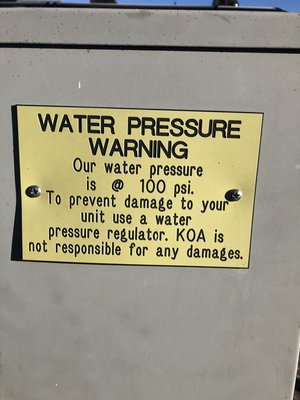 WATER PRESSURE
WARNING
Our water pressure
is @ 100 psi.
To prevent damage to your
unit use a water
pressure regulator. KOA is
not responsible for any damages.